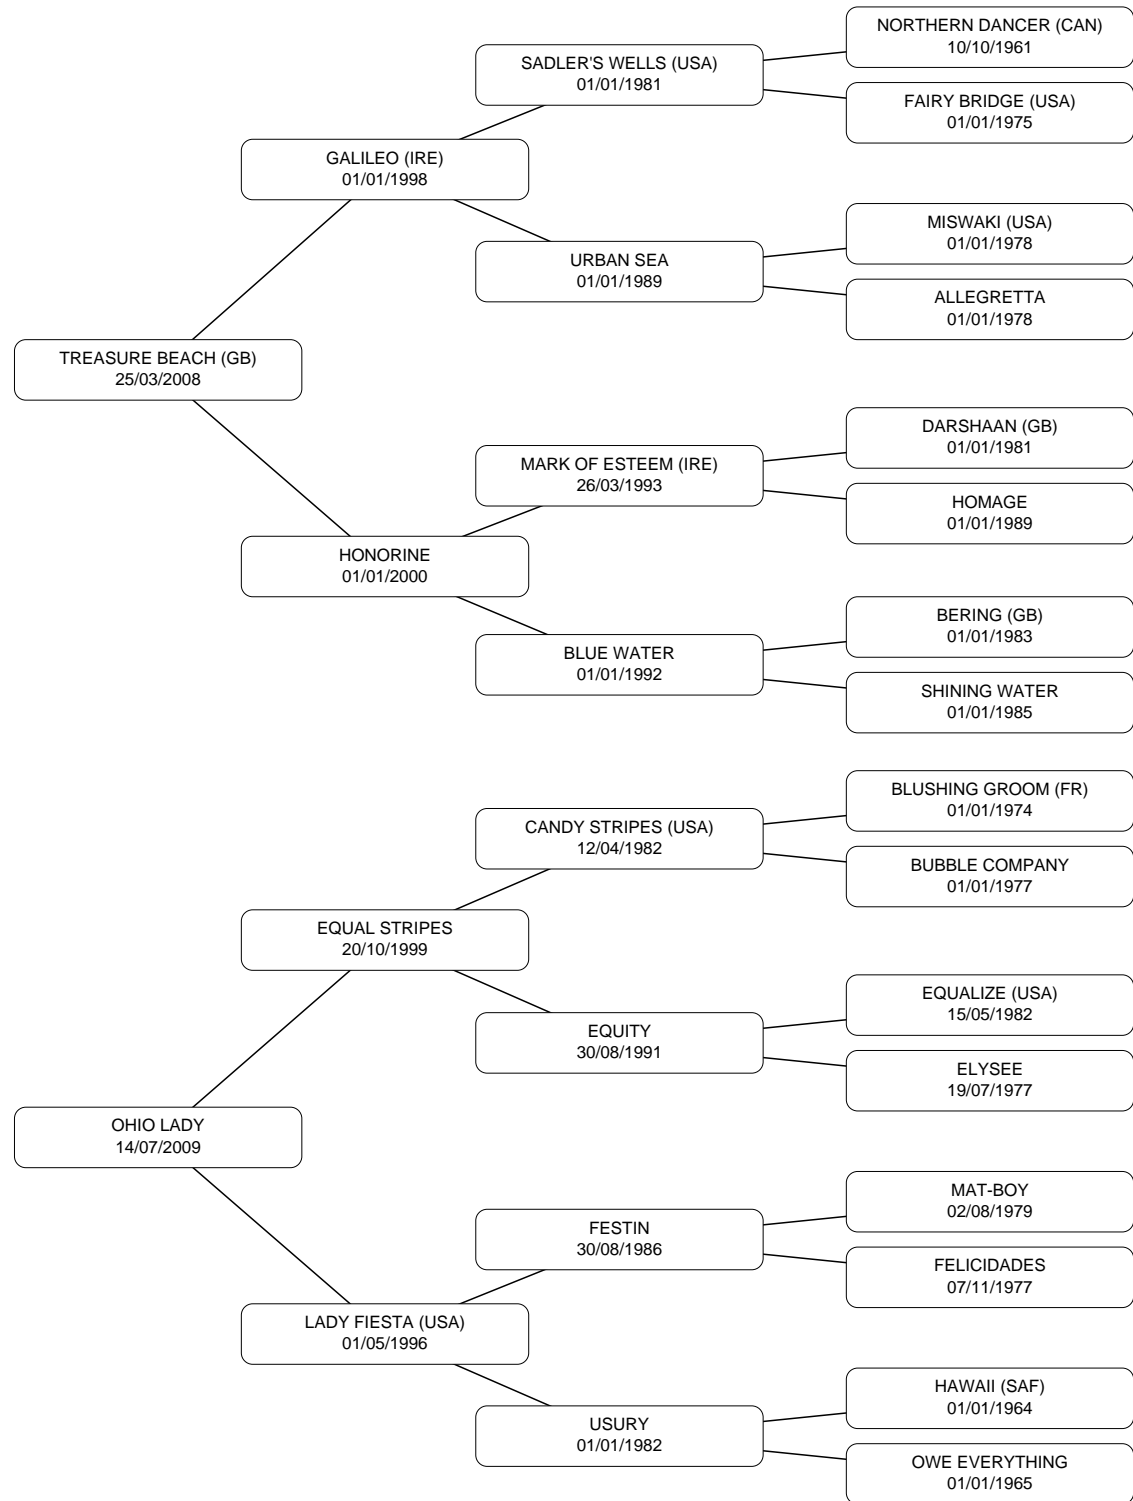 NORTHERN DANCER (CAN)
10/10/1961
SADLER'S WELLS (USA)
01/01/1981
FAIRY BRIDGE (USA)
01/01/1975
GALILEO (IRE)
01/01/1998
MISWAKI (USA)
01/01/1978
URBAN SEA
01/01/1989
ALLEGRETTA
01/01/1978
TREASURE BEACH (GB)
25/03/2008
DARSHAAN (GB)
01/01/1981
MARK OF ESTEEM (IRE)
26/03/1993
HOMAGE
01/01/1989
HONORINE
01/01/2000
BERING (GB)
01/01/1983
BLUE WATER
01/01/1992
SHINING WATER
01/01/1985
BLUSHING GROOM (FR)
01/01/1974
CANDY STRIPES (USA)
12/04/1982
BUBBLE COMPANY
01/01/1977
EQUAL STRIPES
20/10/1999
EQUALIZE (USA)
15/05/1982
EQUITY
30/08/1991
ELYSEE
19/07/1977
OHIO LADY
14/07/2009
MAT-BOY
02/08/1979
FESTIN
30/08/1986
FELICIDADES
07/11/1977
LADY FIESTA (USA)
01/05/1996
HAWAII (SAF)
01/01/1964
USURY
01/01/1982
OWE EVERYTHING
01/01/1965